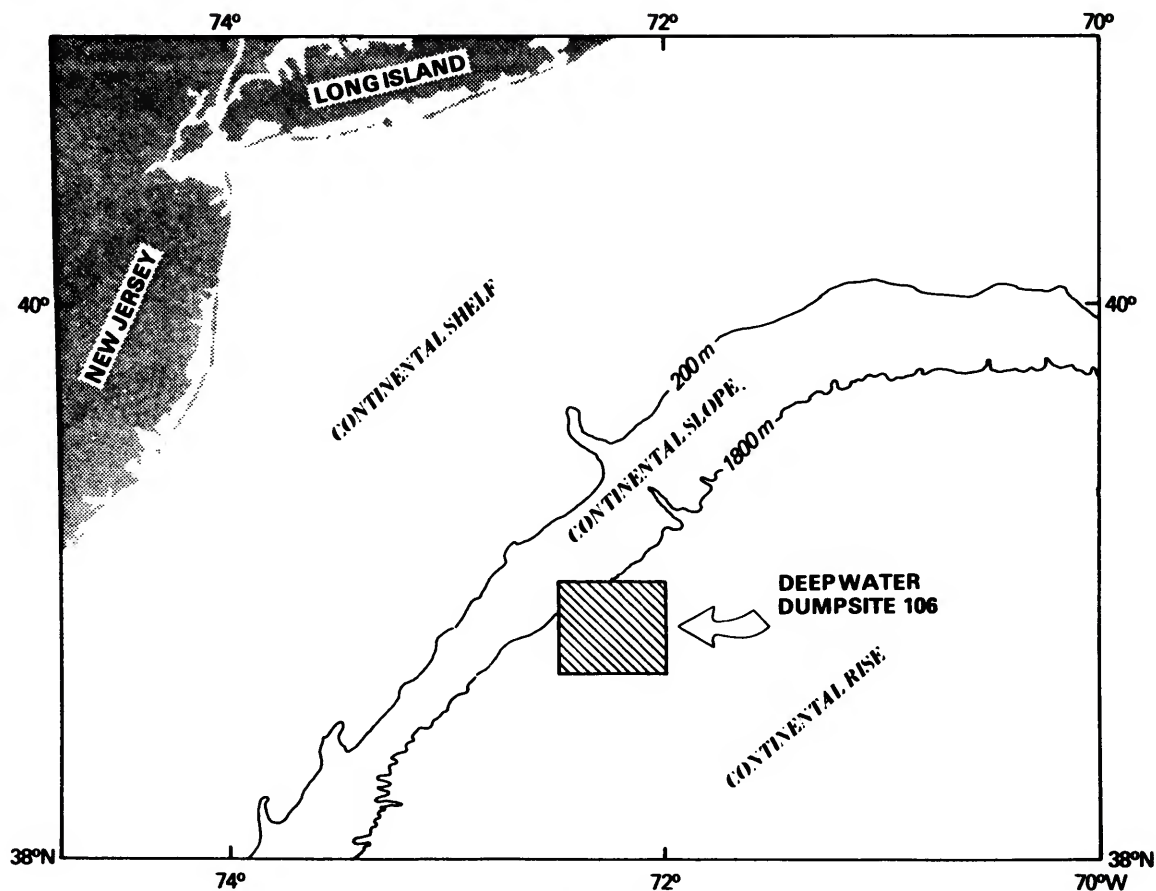 74°
72°
70°
LONG ISLAND
NEW JERSEY
CONTINENTAL SHELF
40°
40°
200 m
CONTINENTAL SLOPE
1800 m
DEEPWATER
DUMPSITE 106
CONTINENTAL RISE
38°N
38°N
74°
72°
70°W